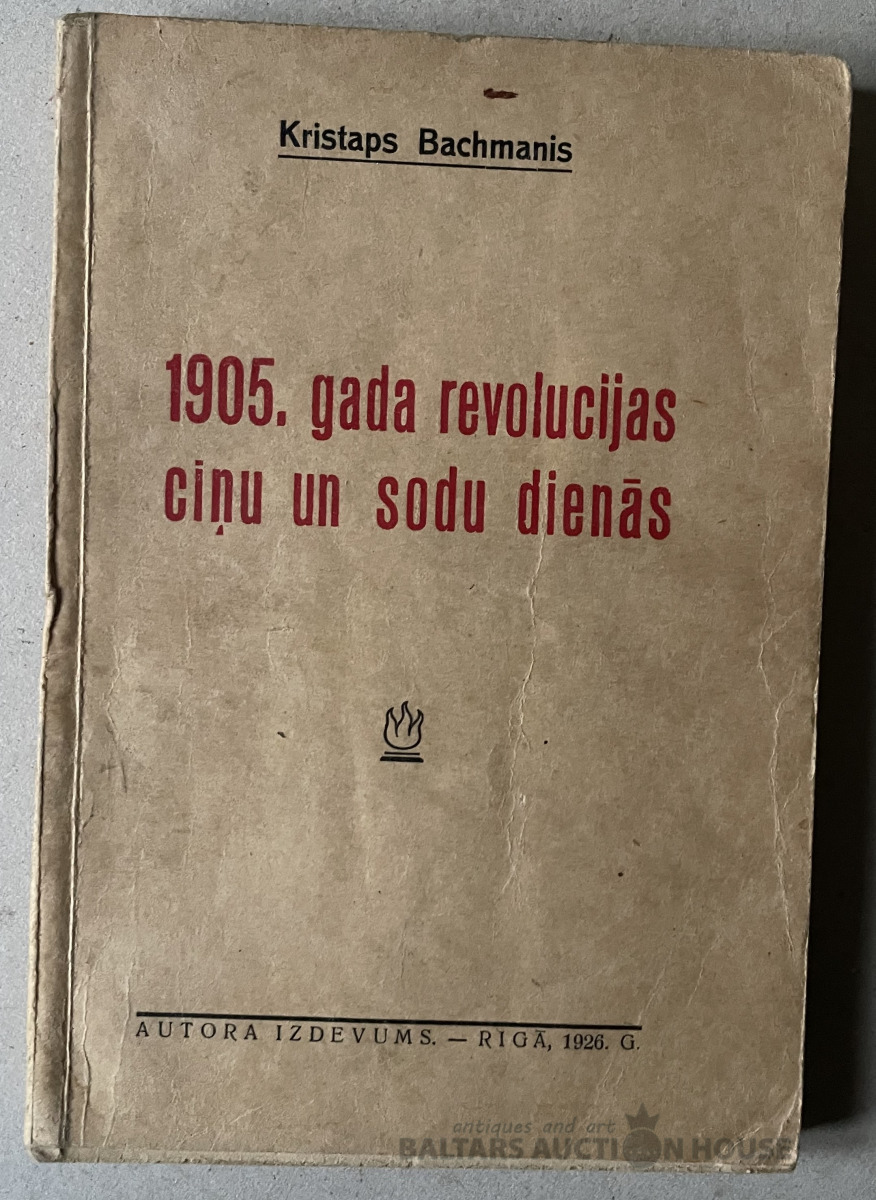 Kristaps Bachmanis
1905. gada revolucijas
ciņu un sodu dienās
AUTORA IZDEVUMS. — RIGĀ, 1926. G.
antiques and art
BALTARS AUCTION HOUSE